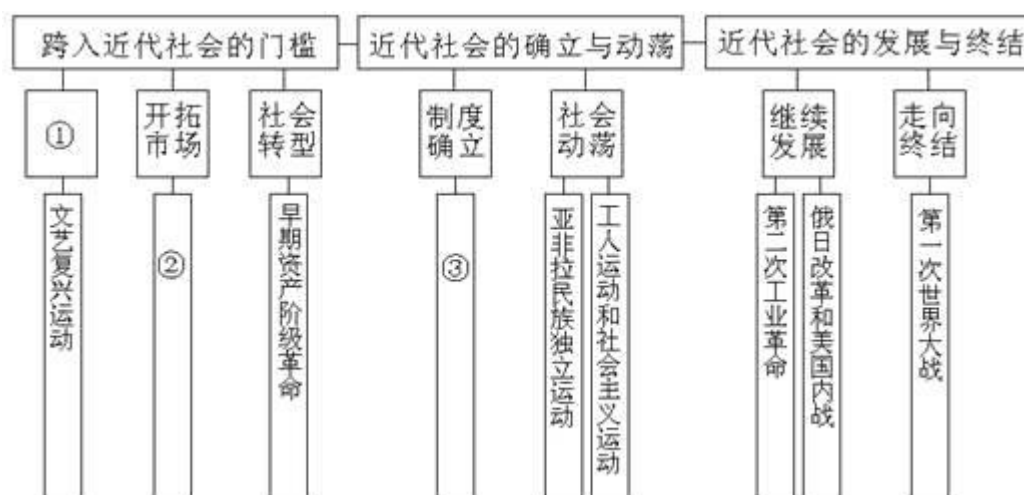 跨入近代社会的门槛
近代社会的确立与动荡
近代社会的发展与终结
①
开拓
市场
社会
转型
制度
确立
社会
动荡
继续
发展
走向
终结
文艺复兴运动
②
早期资产阶级革命
③
亚非拉民族独立运动
工人运动和社会主义运动
第二次工业革命
俄日改革和美国内战
第一次世界大战